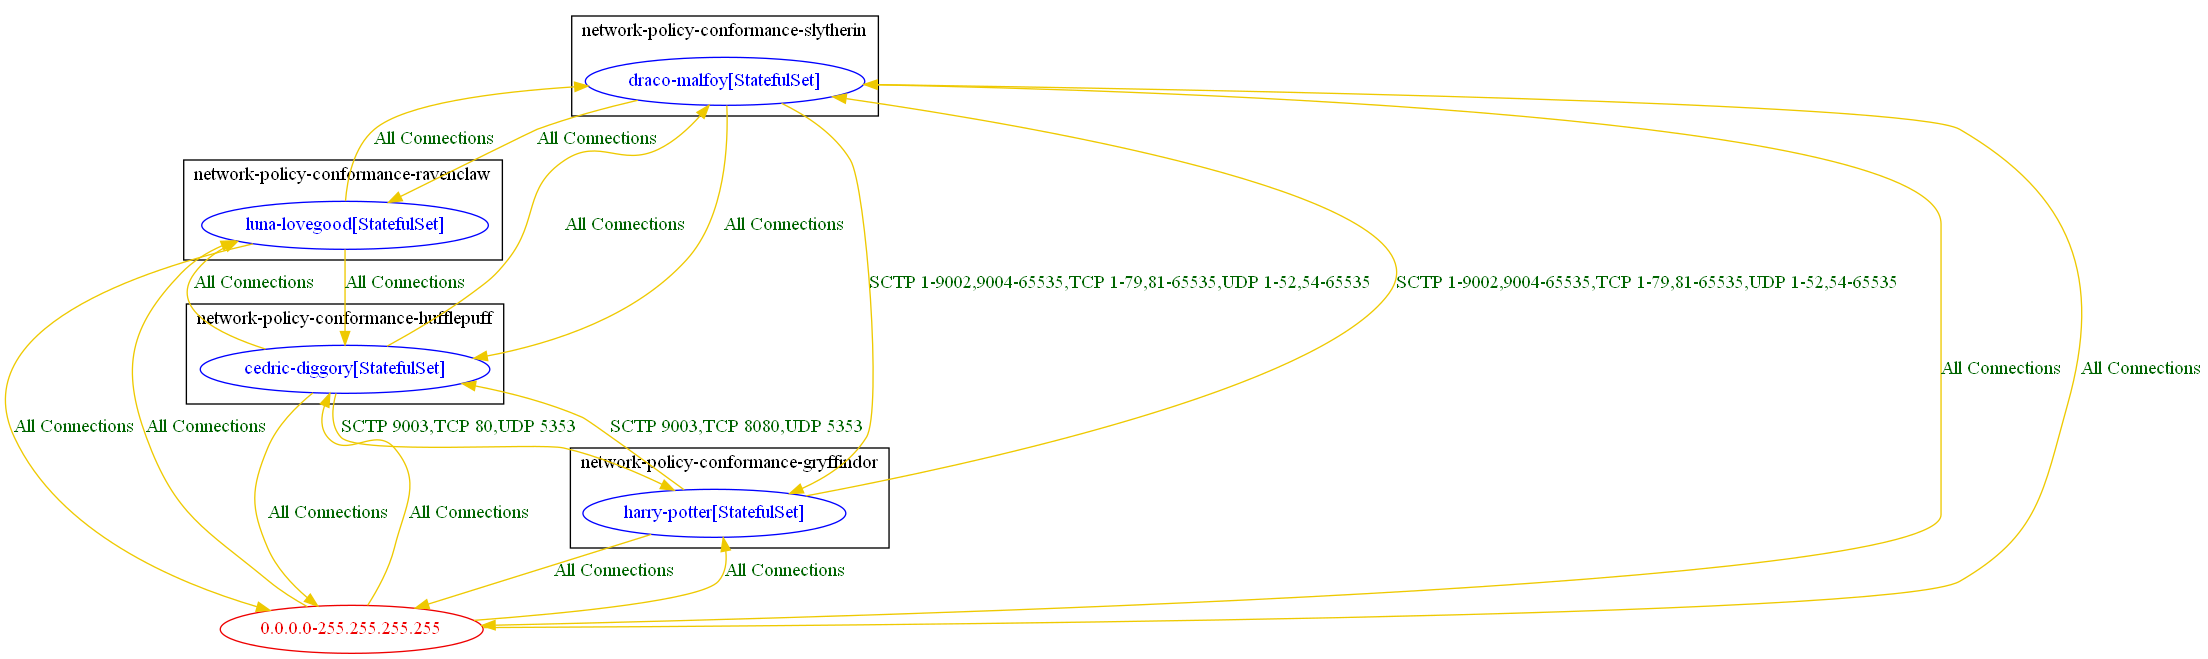 network-policy-conformance-slytherin
draco-malfoy[StatefulSet]
All Connections
All Connections
network-policy-conformance-ravenclaw
luna-lovegood[StatefulSet]
All Connections
All Connections
All Connections
All Connections
SCTP 1-9002,9004-65535,TCP 1-79,81-65535,UDP 1-52,54-65535
SCTP 1-9002,9004-65535,TCP 1-79,81-65535,UDP 1-52,54-65535
network-policy-conformance-hufflepuff
cedric-diggory[StatefulSet]
All Connections
All Connections
All Connections
All Connections
SCTP 9003,TCP 80,UDP 5353
SCTP 9003,TCP 8080,UDP 5353
network-policy-conformance-gryffindor
harry-potter[StatefulSet]
All Connections
All Connections
All Connections
All Connections
0.0.0.0-255.255.255.255